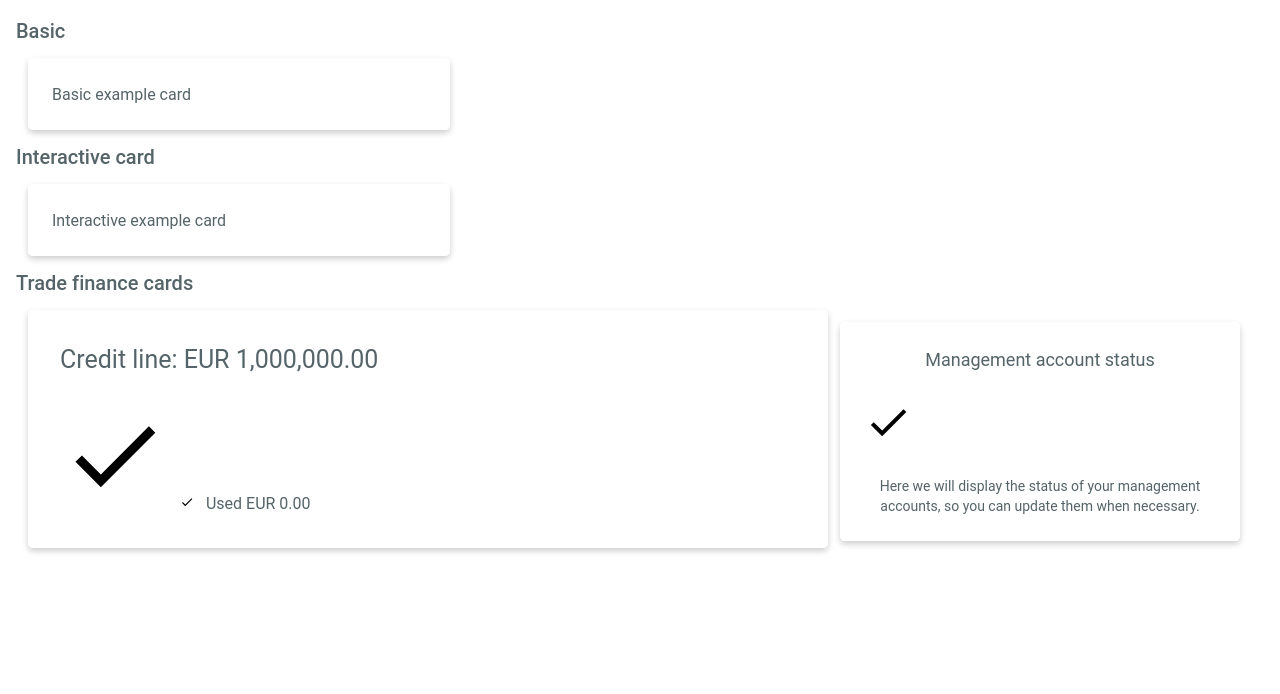 Basic
Basic example card
Interactive card
Interactive example card
Trade finance cards
Credit line: EUR 1,000,000.00
Used EUR 0.00
Management account status
Here we will display the status of your management
accounts, so you can update them when necessary.